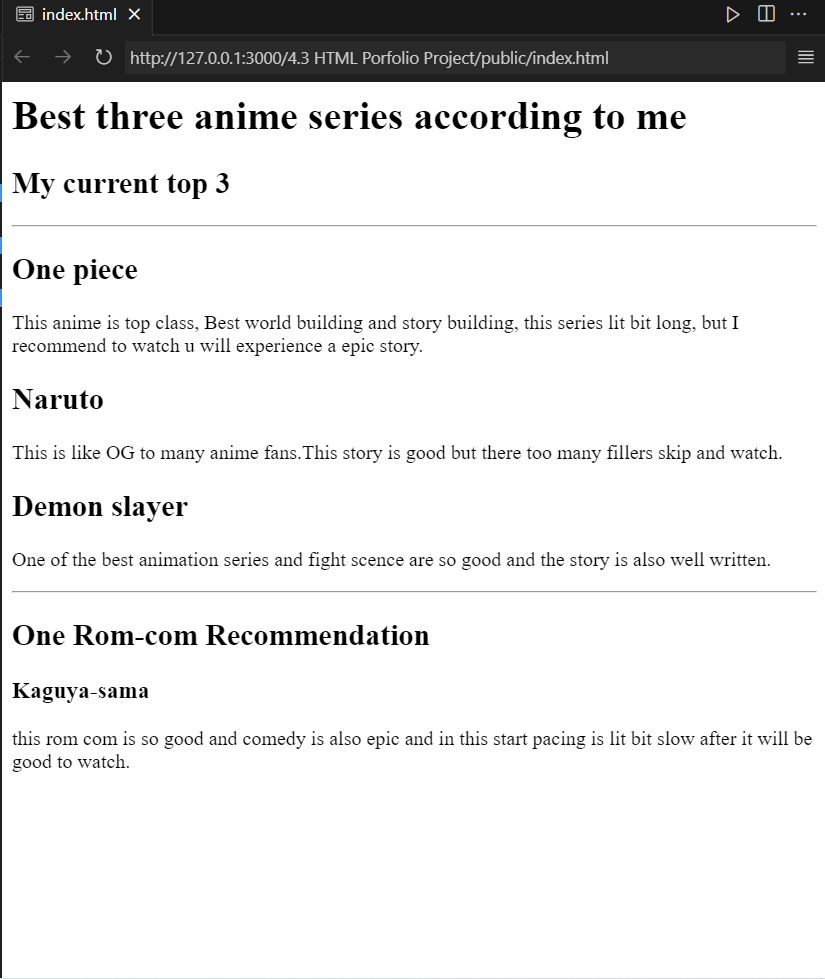 index.html
http://127.0.0.1:3000/4.3 HTML Porfolio Project/public/index.html
Best three anime series according to me
My current top 3
One piece
This anime is top class, Best world building and story building, this series lit bit long, but I
recommend to watch u will experience a epic story.
Naruto
This is like OG to many anime fans.This story is good but there too many fillers skip and watch.
Demon slayer
One of the best animation series and fight scence are so good and the story is also well written.
One Rom-com Recommendation
Kaguya-sama
this rom com is so good and comedy is also epic and in this start pacing is lit bit slow after it will be
good to watch.